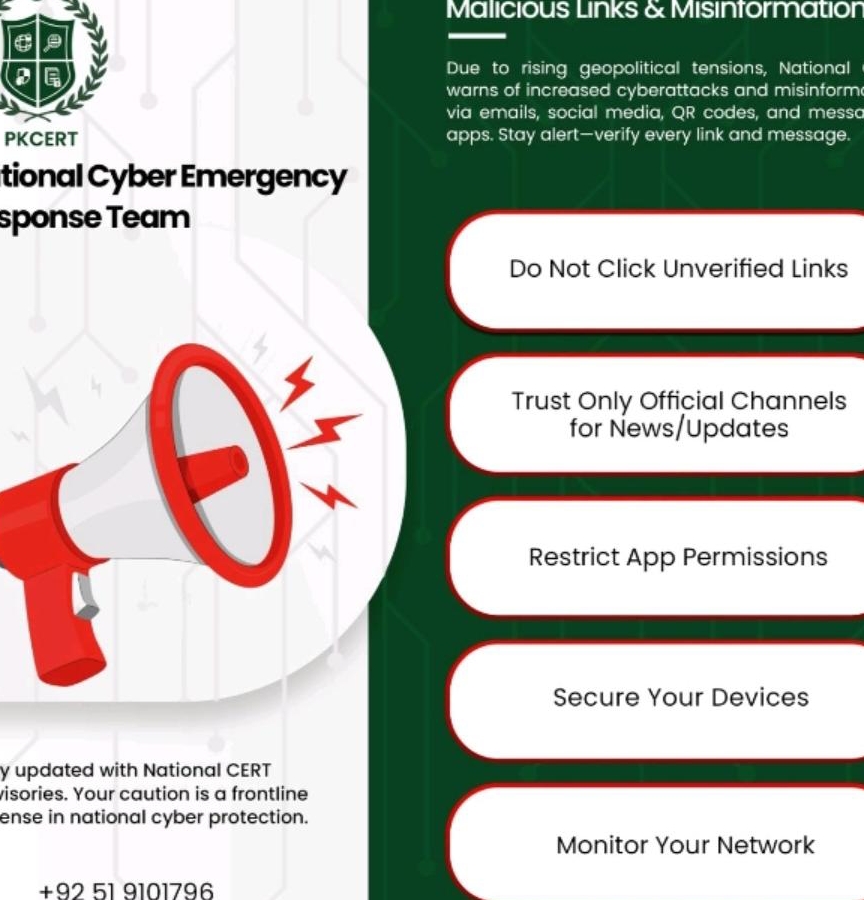 PKCERT
tional Cyber Emergency
sponse Team
y updated with National CERT
visories. Your caution is a frontline
ense in national cyber protection.
+92 51 9101796
Malicious Links & Misinformation
Due to rising geopolitical tensions, National
warns of increased cyberattacks and misinforma
via emails, social media, QR codes, and messa
apps. Stay alert—verify every link and message.
Do Not Click Unverified Links
Trust Only Official Channels
for News/Updates
Restrict App Permissions
Secure Your Devices
Monitor Your Network